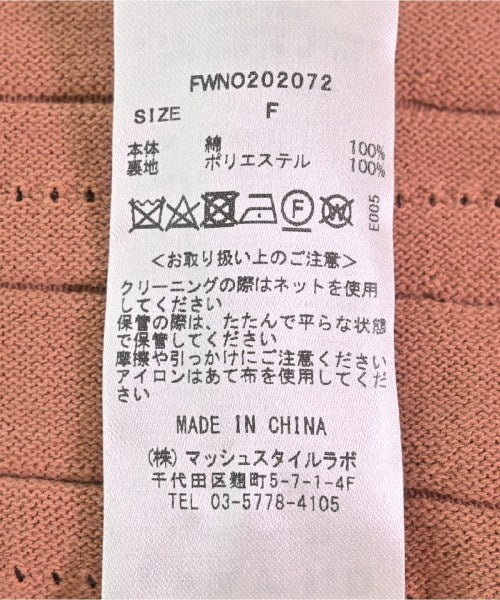 FWNO202072
SIZE F
本体 綿 100%
裏地 ポリエステル 100%
F W E005
<お取り扱い上のご注意>
クリーニングの際はネットを使用
してください
保管の際は、たたんで平らな状態
で保管してください
摩擦や引っかけにご注意ください
アイロンはあて布を使用してくだ
さい
MADE IN CHINA
(株)マッシュスタイルラボ
千代田区麹町5-7-1-4F
TEL 03-5778-4105